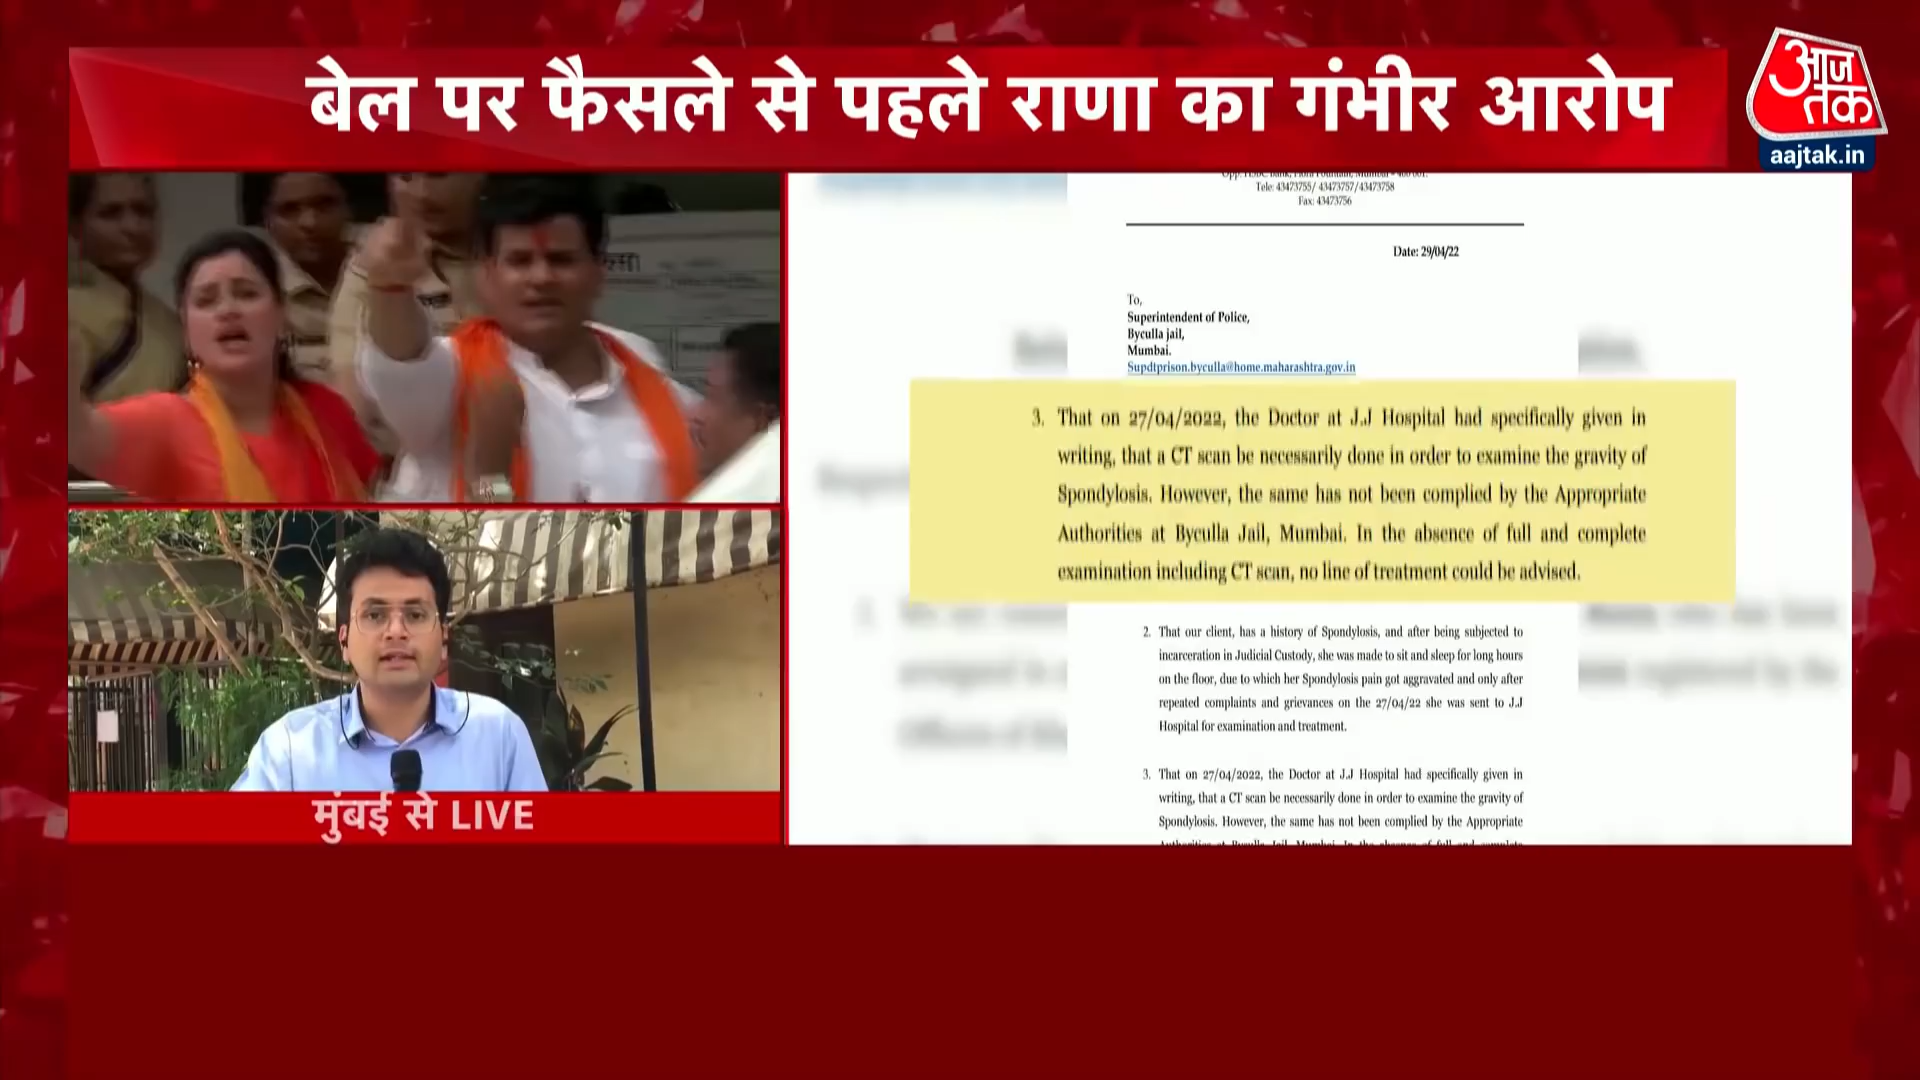 बेल पर फैसले से पहले राणा का गंभीर आरोप
आज
तक
aajtak.in
Tele: 43473755/ 43473757/43473758
Fax: 43473756
Date: 29/04/22
To,
Superintendent of Police,
Byculla jail,
Mumbai.
Supdtprison.byculla@home.maharashtra.gov.in
3. That on 27/04/2022, the Doctor at J.J Hospital had specifically given in
writing, that a CT scan be necessarily done in order to examine the gravity of
Spondylosis. However, the same has not been complied by the Appropriate
Authorities at Byculla Jail, Mumbai. In the absence of full and complete
examination including CT scan, no line of treatment could be advised.
2. That our client, has a history of Spondylosis, and after being subjected to
incarceration in Judicial Custody, she was made to sit and sleep for long hours
on the floor, due to which her Spondylosis pain got aggravated and only after
repeated complaints and grievances on the 27/04/22 she was sent to J.J
Hospital for examination and treatment.
3. That on 27/04/2022, the Doctor at J.J Hospital had specifically given in
writing, that a CT scan be necessarily done in order to examine the gravity of
Spondylosis. However, the same has not been complied by the Appropriate
मुंबई से LIVE